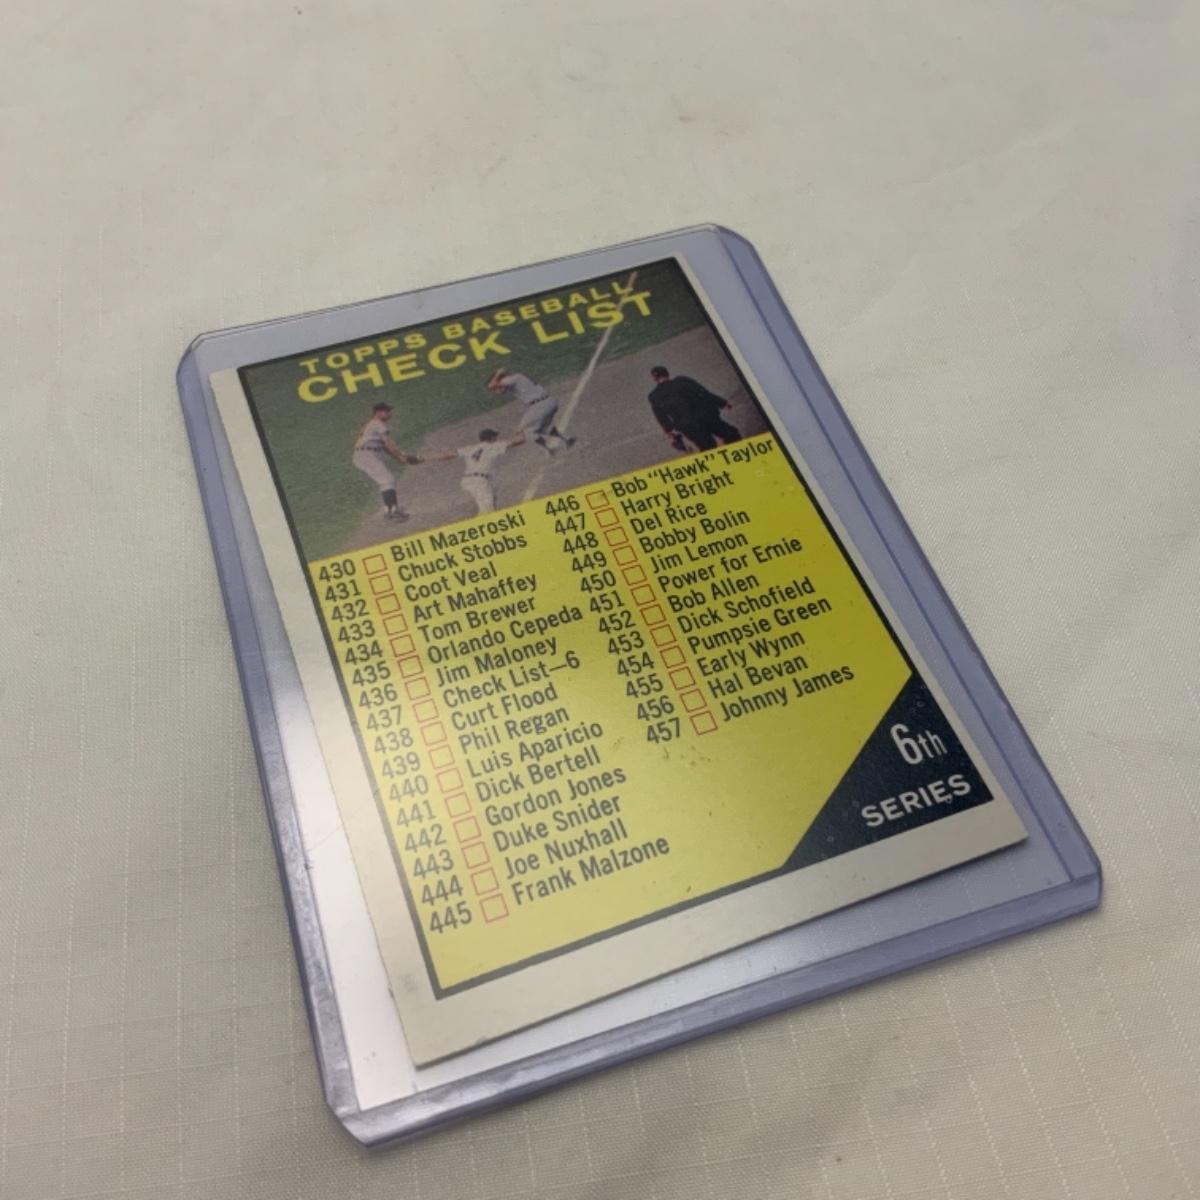 TOPPS BASEBALL
CHECK LIST
4
430 Bill Mazeroski
431 Chuck Stobbs
432 Coot Veal
433 Art Mahaffey
434 Tom Brewer
435 Orlando Cepeda
436 Jim Maloney
437 Check List—6
438 Curt Flood
439 Phil Regan
440 Luis Aparicio
441 Dick Bertell
442 Gordon Jones
443 Duke Snider
444 Joe Nuxhall
445 Frank Malzone
446 Bob "Hawk" Taylor
447 Harry Bright
448 Del Rice
449 Bobby Bolin
450 Jim Lemon
451 Power for Ernie
452 Bob Allen
453 Dick Schofield
454 Pumpsie Green
455 Early Wynn
456 Hal Bevan
457 Johnny James
6th
SERIES